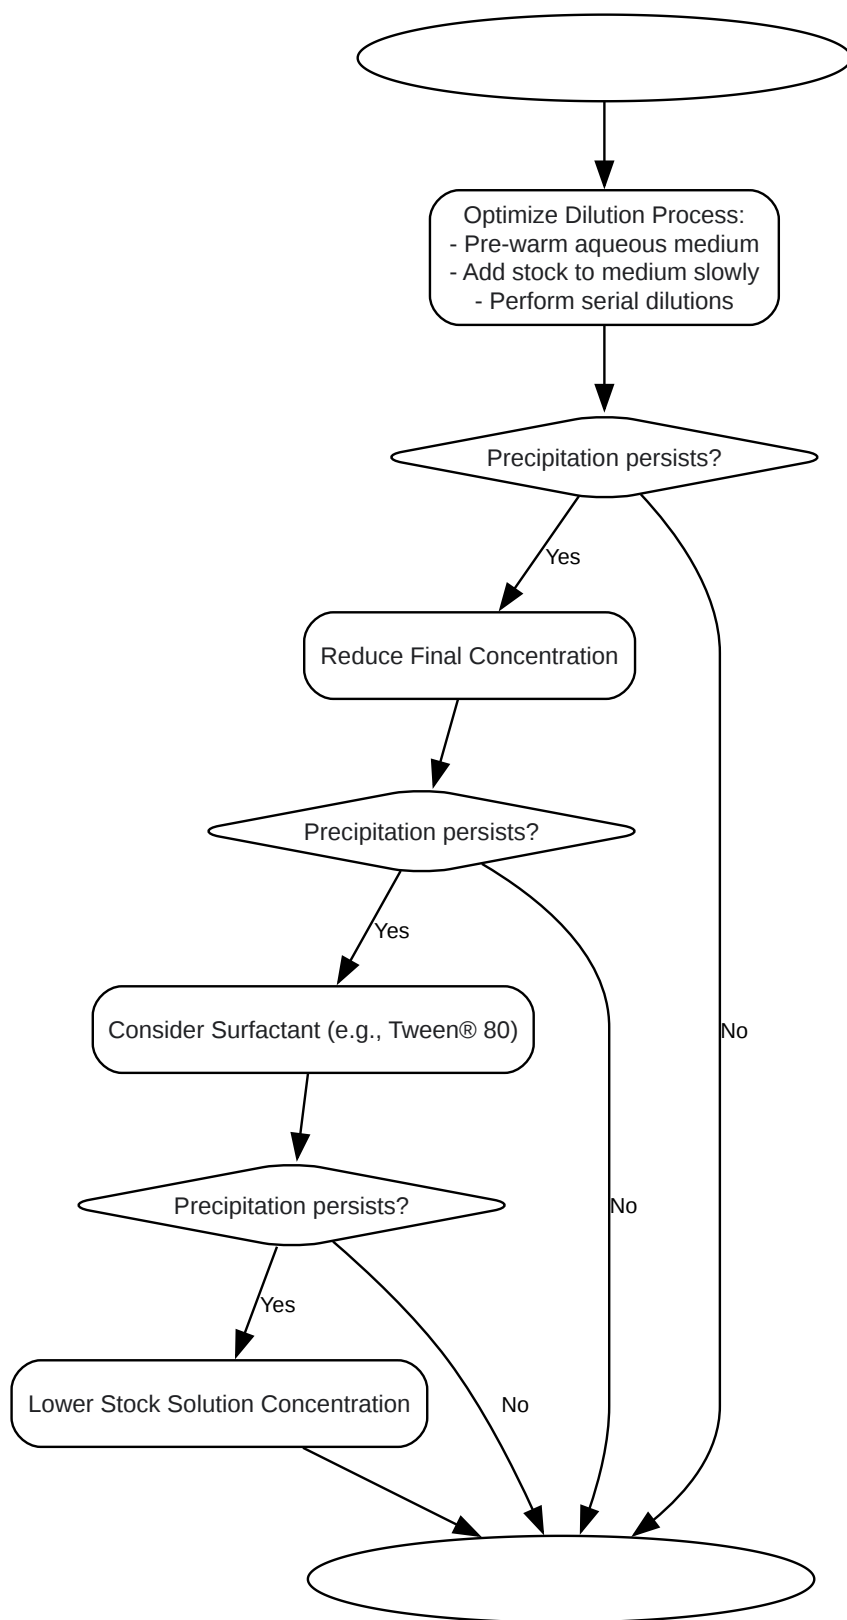 Optimize Dilution Process:
- Pre-warm aqueous medium
- Add stock to medium slowly
- Perform serial dilutions
Precipitation persists?
Yes
Reduce Final Concentration
Precipitation persists?
Yes
Consider Surfactant (e.g., Tween® 80)
No
Precipitation persists?
No
Yes
Lower Stock Solution Concentration
No